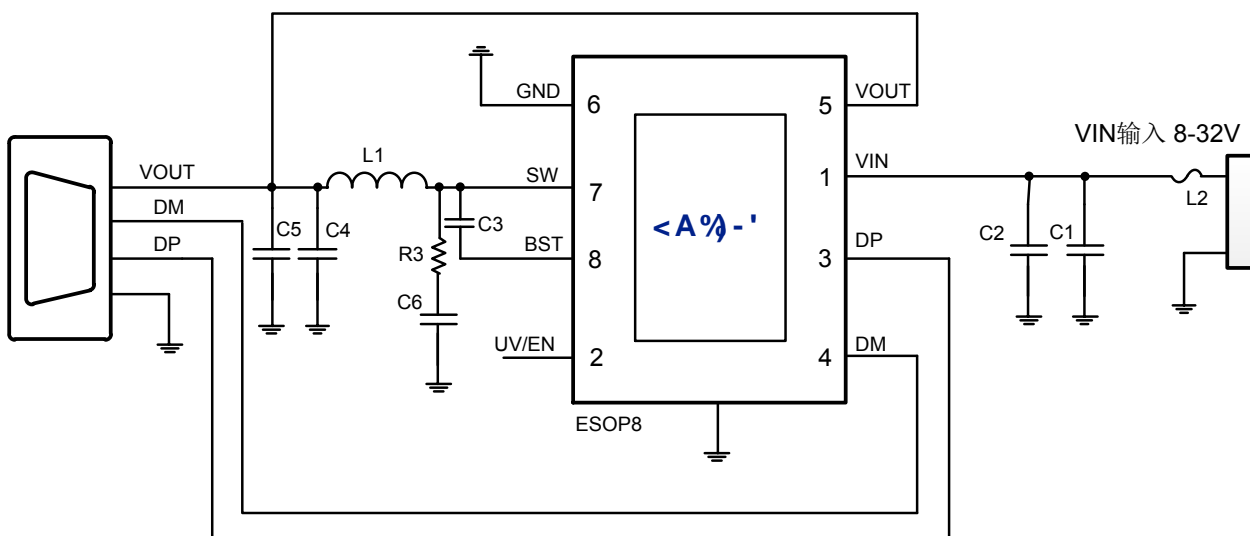 GND
6
5
VOUT
VIN输入 8-32V
VOUT
L1
SW
7
1
VIN
L2
DM
C5
C4
C3
C2
C1
DP
R3
BST
8
3
DP
C6
UV/EN
2
4
DM
ESOP8